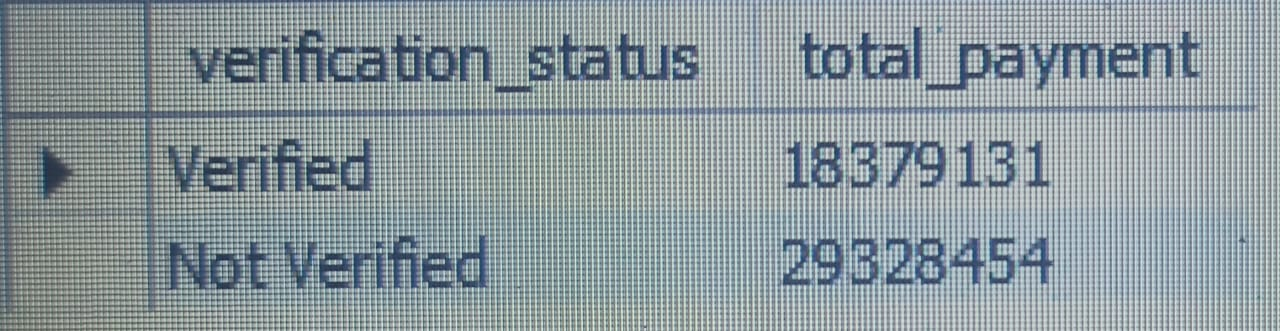 verification_status total_payment
Verified 18379131
Not Verified 29328454